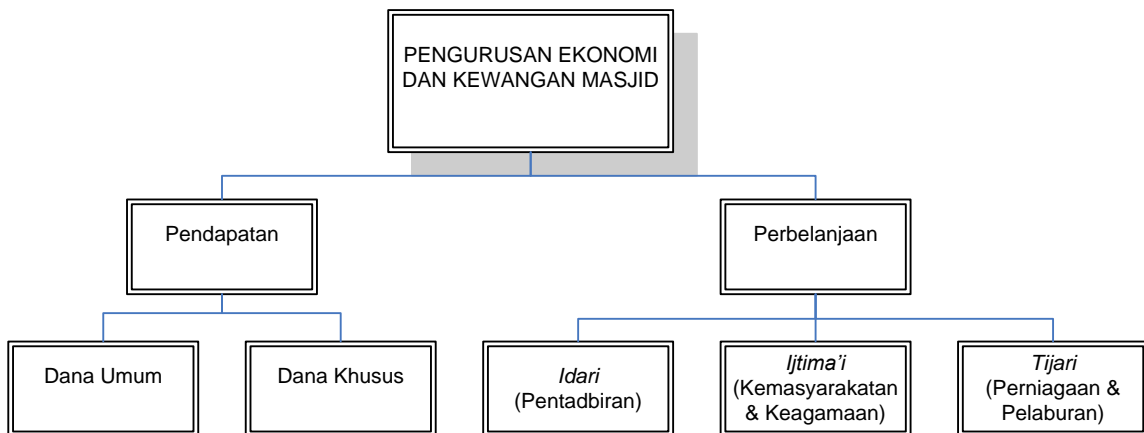 PENGURUSAN EKONOMI
DAN KEWANGAN MASJID
Pendapatan
Perbelanjaan
Dana Umum
Dana Khusus
Idari
(Pentadbiran)
Ijtima'i
(Kemasyarakatan
& Keagamaan)
Tijari
(Perniagaan &
Pelaburan)